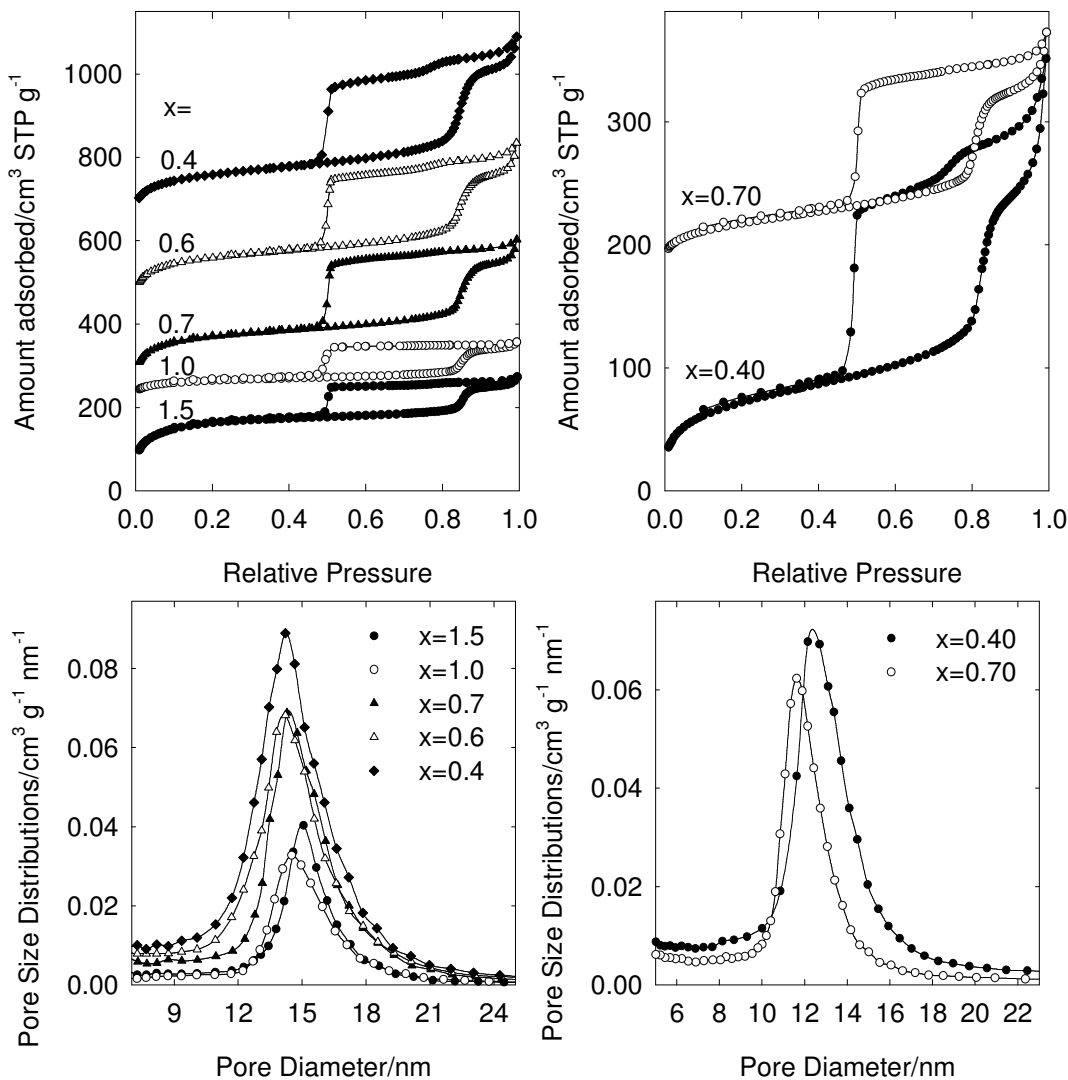 Amount adsorbed/cm³ STP g⁻¹
1000
800
600
400
200
0
x=
0.4
0.6
0.7
1.0
1.5
0.0 0.2 0.4 0.6 0.8 1.0
Relative Pressure
Amount adsorbed/cm³ STP g⁻¹
300
200
100
0
x=0.70
x=0.40
0.0 0.2 0.4 0.6 0.8 1.0
Relative Pressure
Pore Size Distributions/cm³ g⁻¹ nm⁻¹
0.08
0.06
0.04
0.02
0.00
x=1.5
x=1.0
x=0.7
x=0.6
x=0.4
9 12 15 18 21 24
Pore Diameter/nm
Pore Size Distributions/cm³ g⁻¹ nm⁻¹
0.06
0.04
0.02
0.00
x=0.40
x=0.70
6 8 10 12 14 16 18 20 22
Pore Diameter/nm